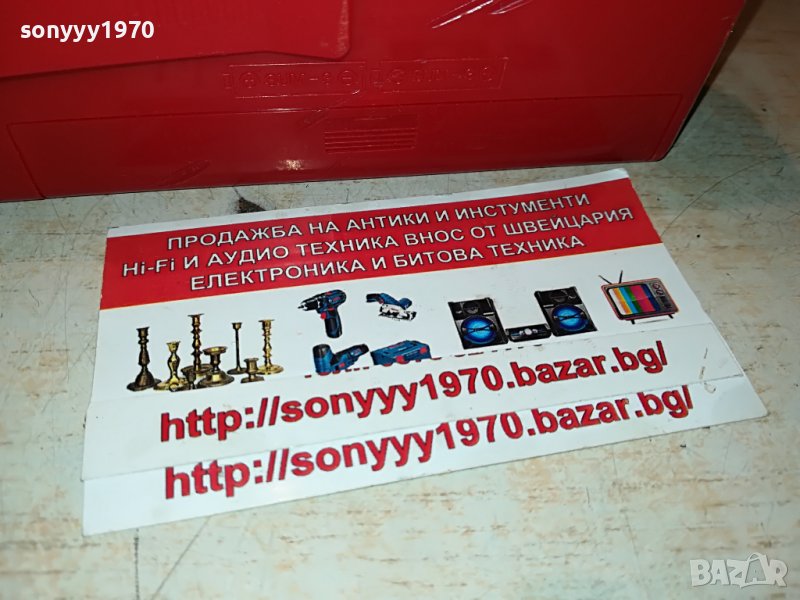 sonyyy1970
ПРОДАЖБА НА АНТИКИ И ИНСТУМЕНТИ
Hi-Fi И АУДИО ТЕХНИКА ВНОС ОТ ШВЕЙЦАРИЯ
ЕЛЕКТРОНИКА И БИТОВА ТЕХНИКА
http://sonyyy1970.bazar.bg/
http://sonyyy1970.bazar.bg/
BAZAR